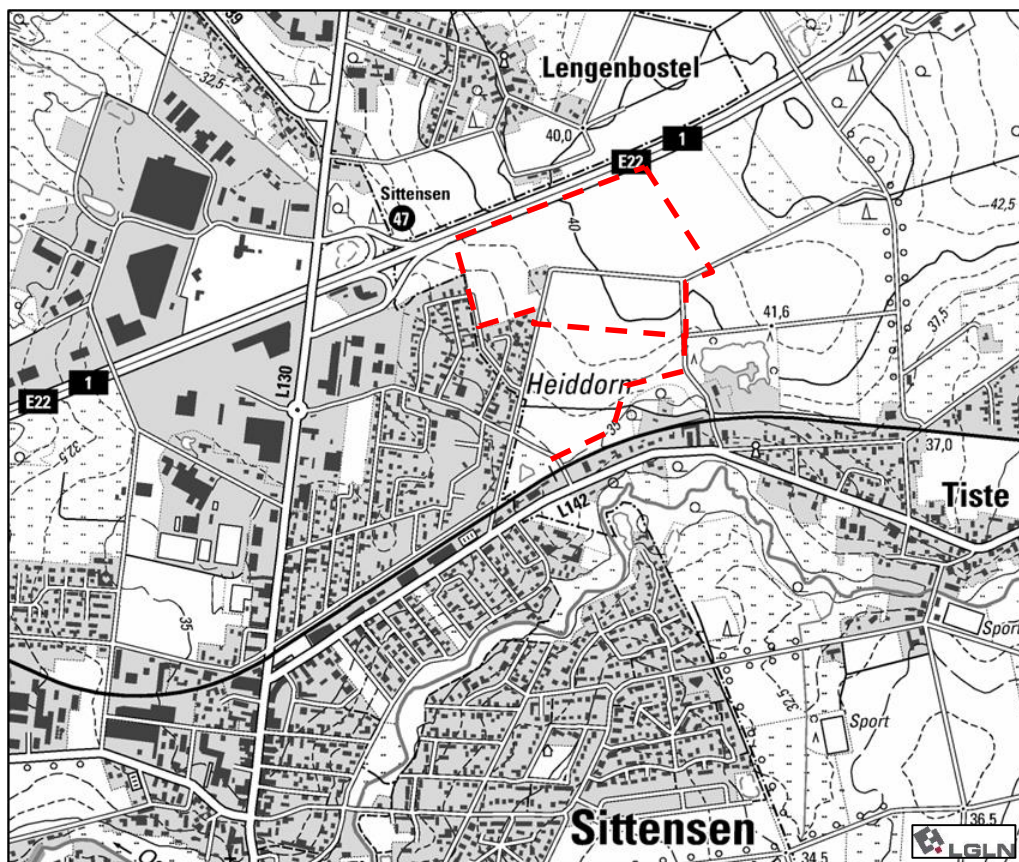 39
32,5
Lengenbostel
40,0
1
E22
Sittensen
47
40
42,5
41,6
37,5
1
E22
L130
Heiddorn
35
37,0
32,5
L142
Tiste
35
Sport
32,5
Sport
Sittensen
36,5
34,5
LGLN